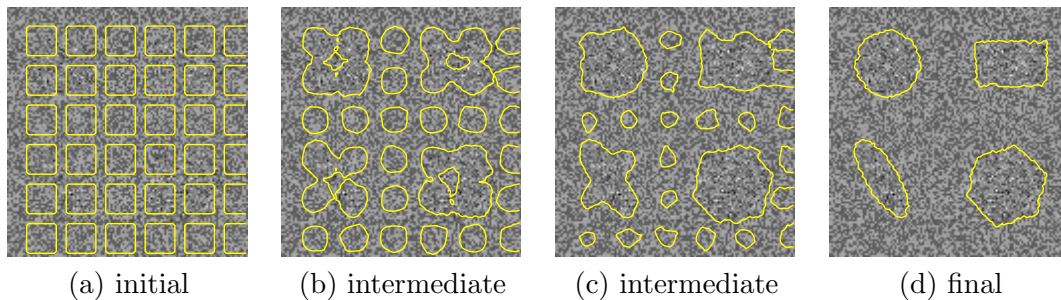 (a) initial
(b) intermediate
(c) intermediate
(d) final